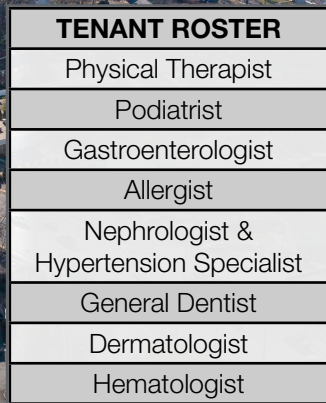 TENANT ROSTER
Physical Therapist
Podiatrist
Gastroenterologist
Allergist
Nephrologist &
Hypertension Specialist
General Dentist
Dermatologist
Hematologist